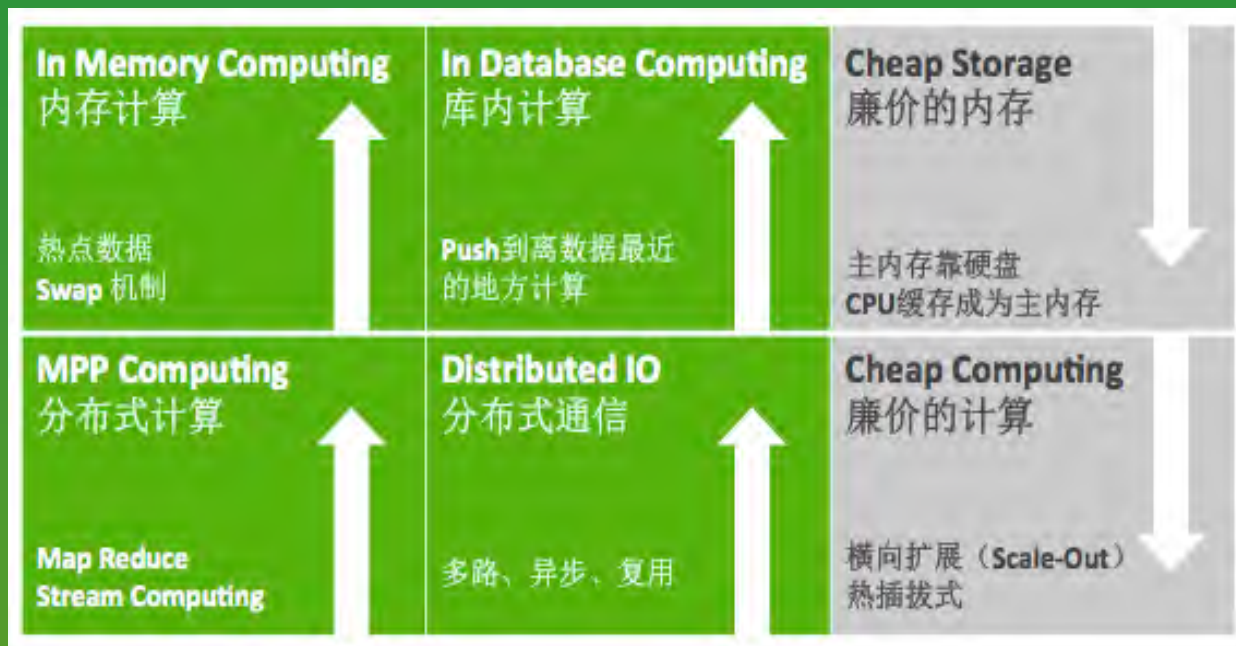 In Memory Computing
内存计算
热点数据
Swap 机制
In Database Computing
库内计算
Push到离数据最近
的地方计算
Cheap Storage
廉价的内存
主内存靠硬盘
CPU缓存成为主内存
MPP Computing
分布式计算
Map Reduce
Stream Computing
Distributed IO
分布式通信
多路、异步、复用
Cheap Computing
廉价的计算
横向扩展（Scale-Out）
热插拔式